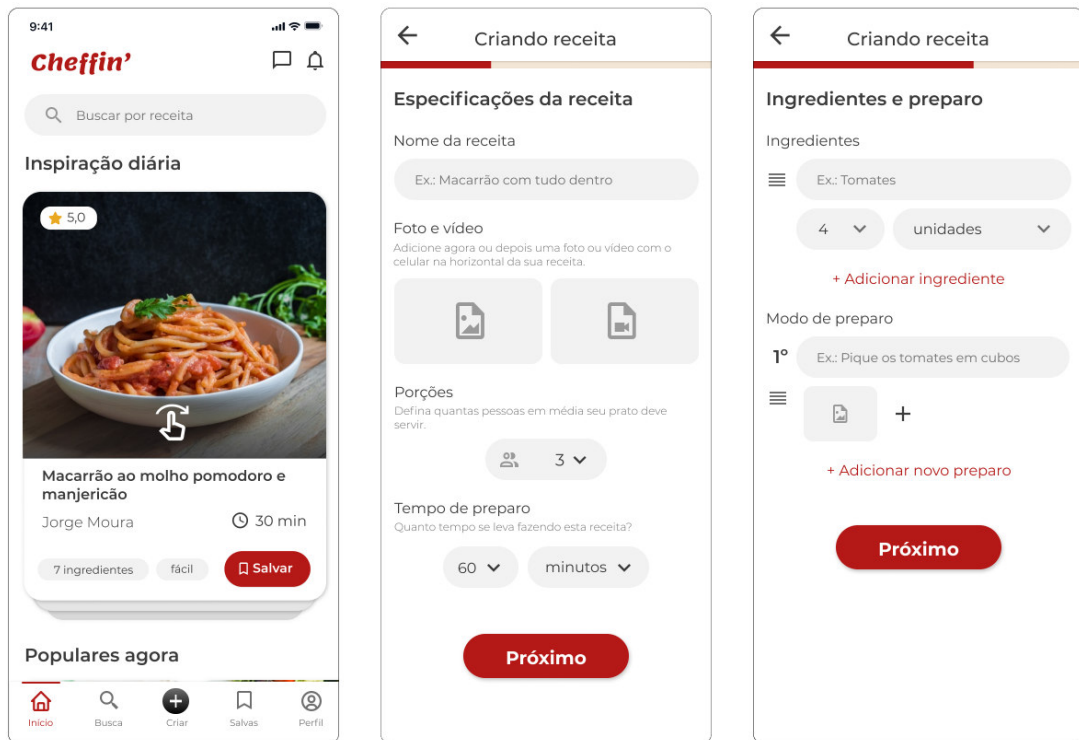 9:41
Cheffin'
Buscar por receita
Inspiração diária
5,0
Macarrão ao molho pomodoro e
manjericão
Jorge Moura
30 min
7 ingredientes
fácil
Salvar
Populares agora
Início
Busca
Criar
Salvas
Perfil
Criando receita
Especificações da receita
Nome da receita
Ex.: Macarrão com tudo dentro
Foto e vídeo
Adicione agora ou depois uma foto ou vídeo com o
celular na horizontal da sua receita.
Porções
Defina quantas pessoas em média seu prato deve
servir.
3
Tempo de preparo
Quanto tempo se leva fazendo esta receita?
60
minutos
Próximo
Criando receita
Ingredientes e preparo
Ingredientes
Ex.: Tomates
4
unidades
+ Adicionar ingrediente
Modo de preparo
1º
Ex.: Pique os tomates em cubos
+
+ Adicionar novo preparo
Próximo